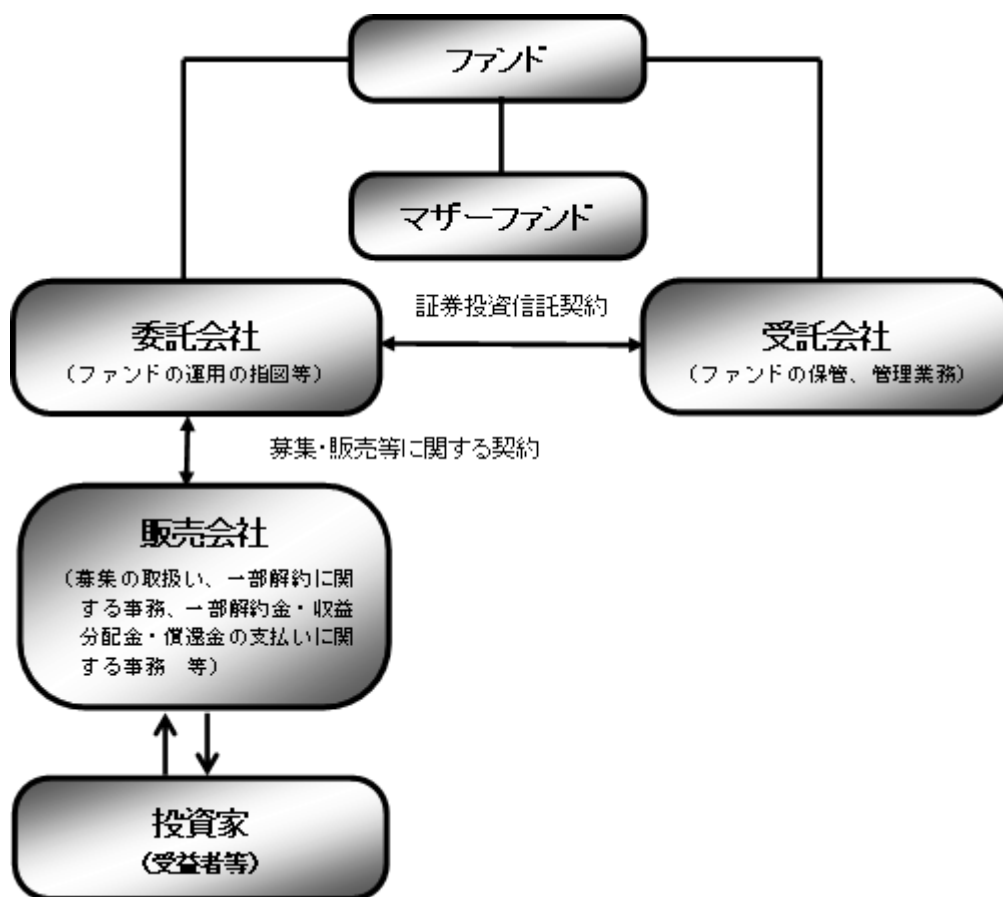 ファンド
マザーファンド
証券投資信託契約
委託会社
（ファンドの運用の指図等）
受託会社
（ファンドの保管、管理業務）
募集・販売等に関する契約
販売会社
（募集の取扱い、一部解約に関
する事務、一部解約金・収益
分配金・償還金の支払いに関
する事務　等）
投資家
（受益者等）